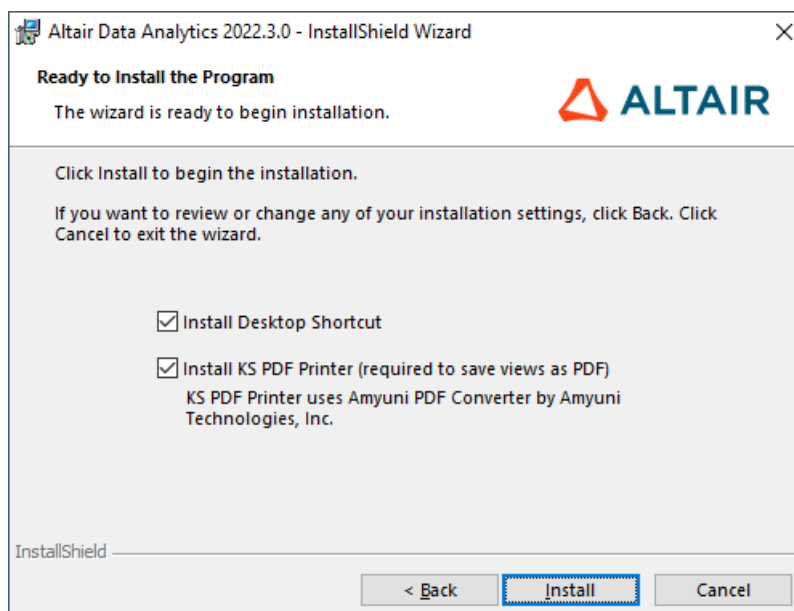 Altair Data Analytics 2022.3.0 - InstallShield Wizard
Ready to Install the Program
The wizard is ready to begin installation.
ALTAIR
Click Install to begin the installation.
If you want to review or change any of your installation settings, click Back. Click
Cancel to exit the wizard.
Install Desktop Shortcut
Install KS PDF Printer (required to save views as PDF)
KS PDF Printer uses Amyuni PDF Converter by Amyuni
Technologies, Inc.
InstallShield
< Back
Install
Cancel